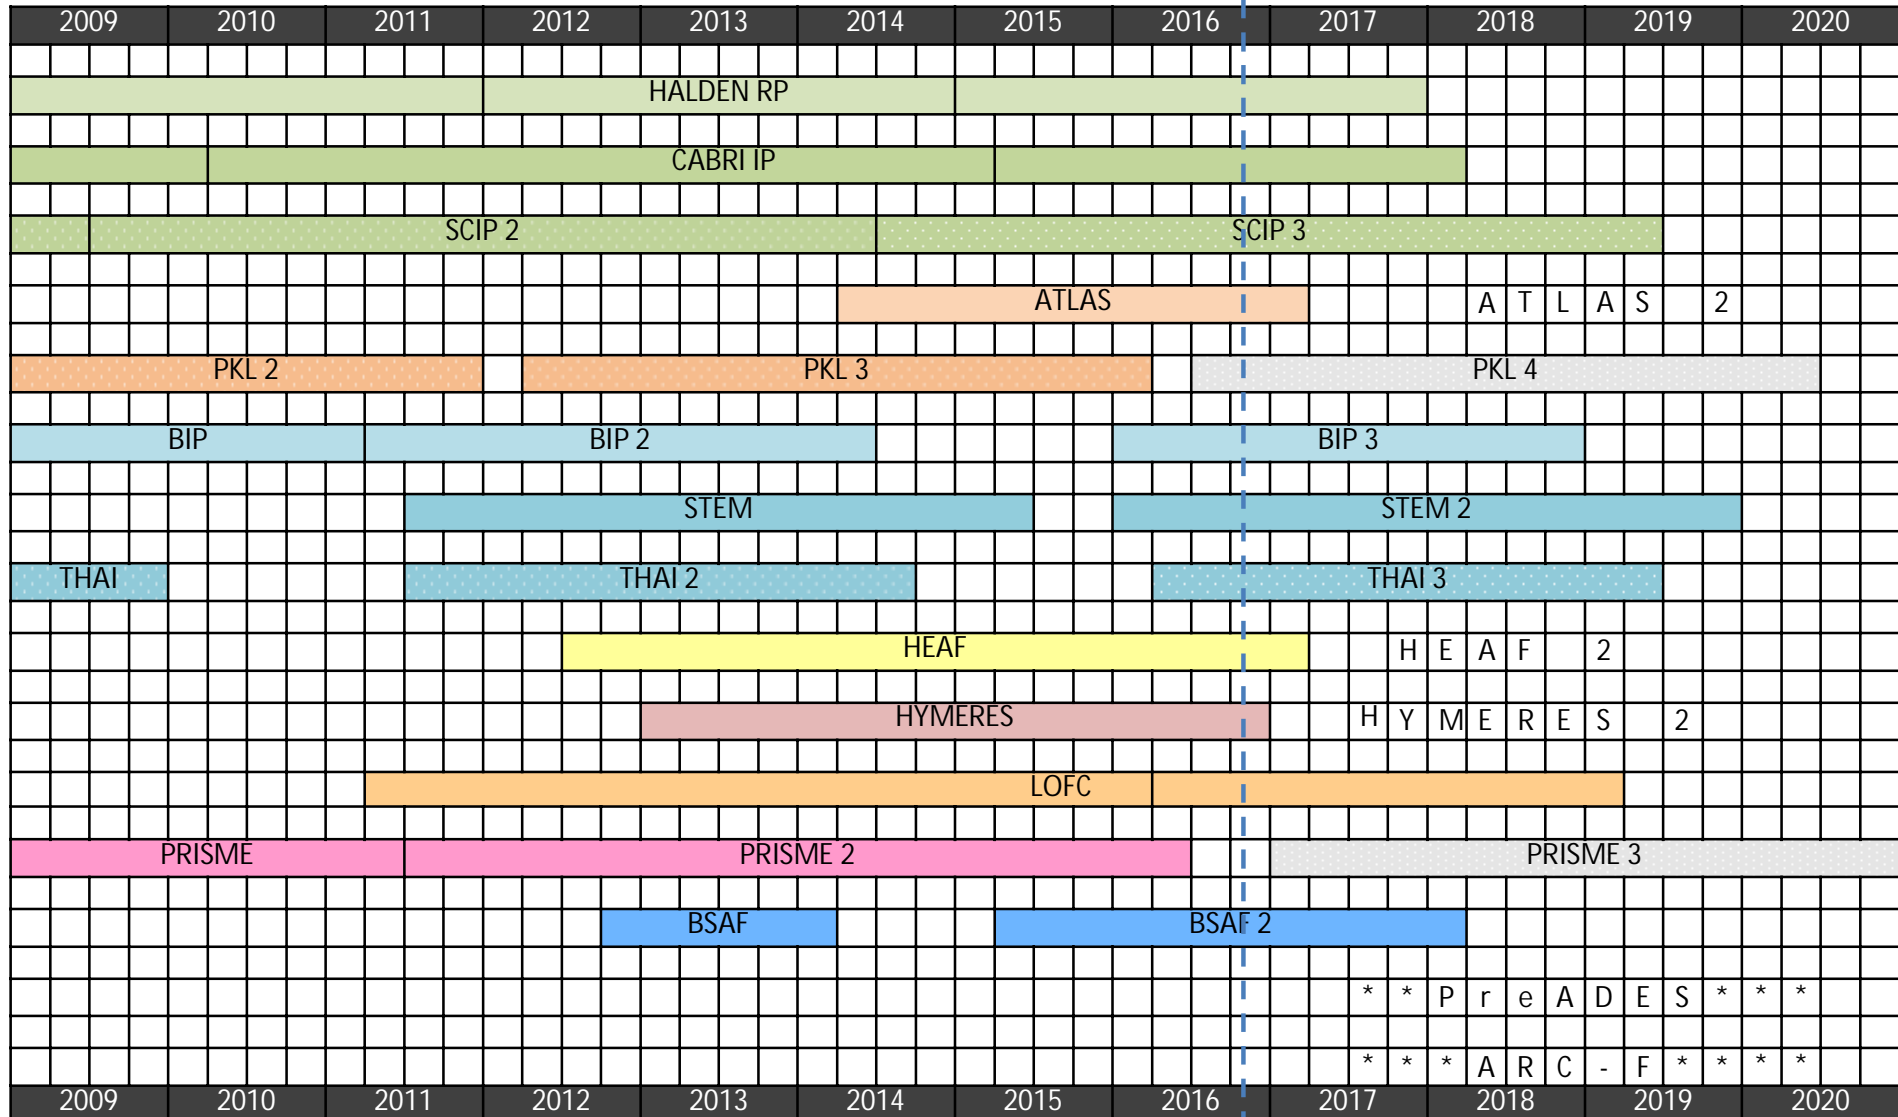 2009 2010 2011 2012 2013 2014 2015 2016 2017 2018 2019 2020
HALDEN RP
CABRI IP
SCIP 2 SCIP 3
ATLAS A T L A S 2
PKL 2 PKL 3 PKL 4
BIP BIP 2 BIP 3
STEM STEM 2
THAI THAI 2 THAI 3
HEAF H E A F 2
HYMERES H Y M E R E S 2
LOFC
PRISME PRISME 2 PRISME 3
BSAF BSAF 2
* * P r e A D E S * * *
* * * A R C - F * * * *
2009 2010 2011 2012 2013 2014 2015 2016 2017 2018 2019 2020